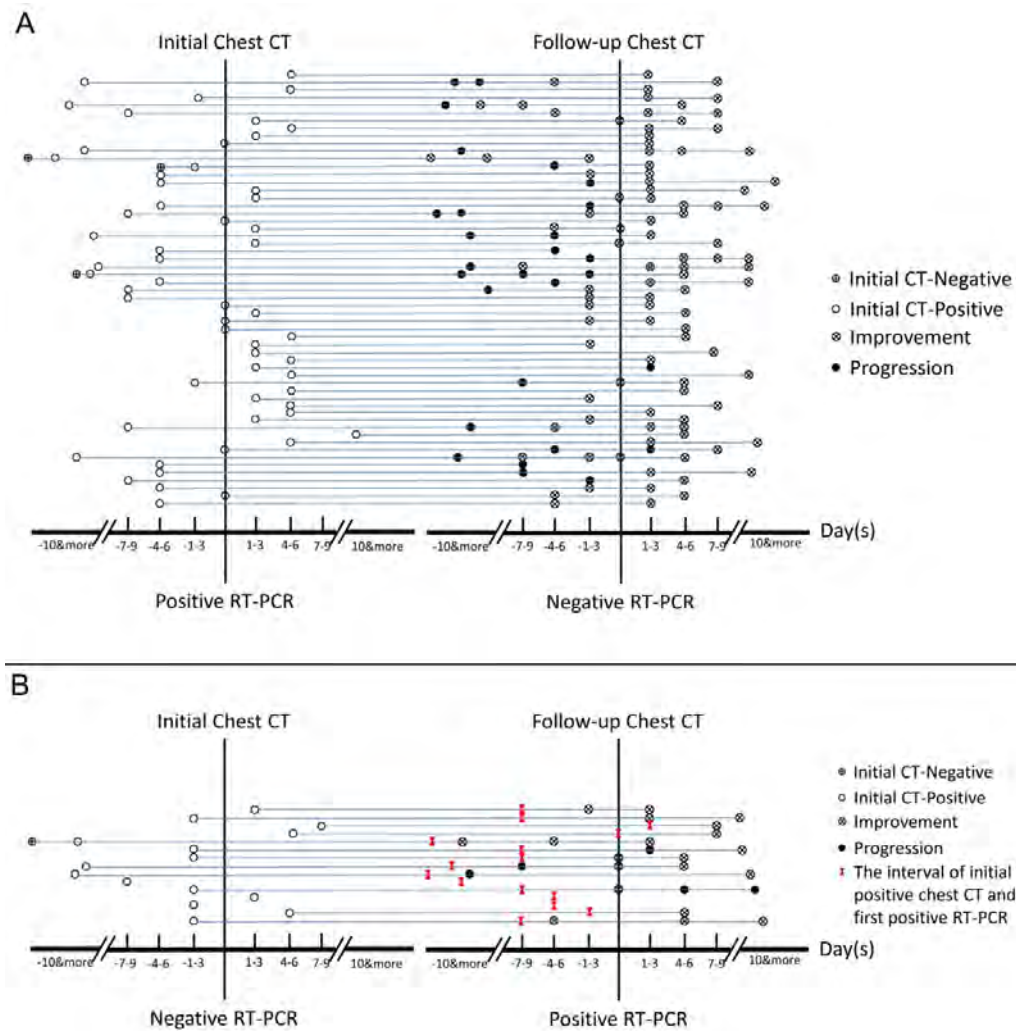 A
Initial Chest CT
Follow-up Chest CT
Initial CT-Negative
Initial CT-Positive
Improvement
Progression
-10&more -7-9 -4-6 -1-3 1-3 4-6 7-9 10&more -10&more -7-9 -4-6 -1-3 1-3 4-6 7-9 10&more Day(s)
Positive RT-PCR
Negative RT-PCR
B
Initial Chest CT
Follow-up Chest CT
Initial CT-Negative
Initial CT-Positive
Improvement
Progression
The interval of initial
positive chest CT and
first positive RT-PCR
-10&more -7-9 -4-6 -1-3 1-3 4-6 7-9 10&more -10&more -7-9 -4-6 -1-3 1-3 4-6 7-9 10&more Day(s)
Negative RT-PCR
Positive RT-PCR